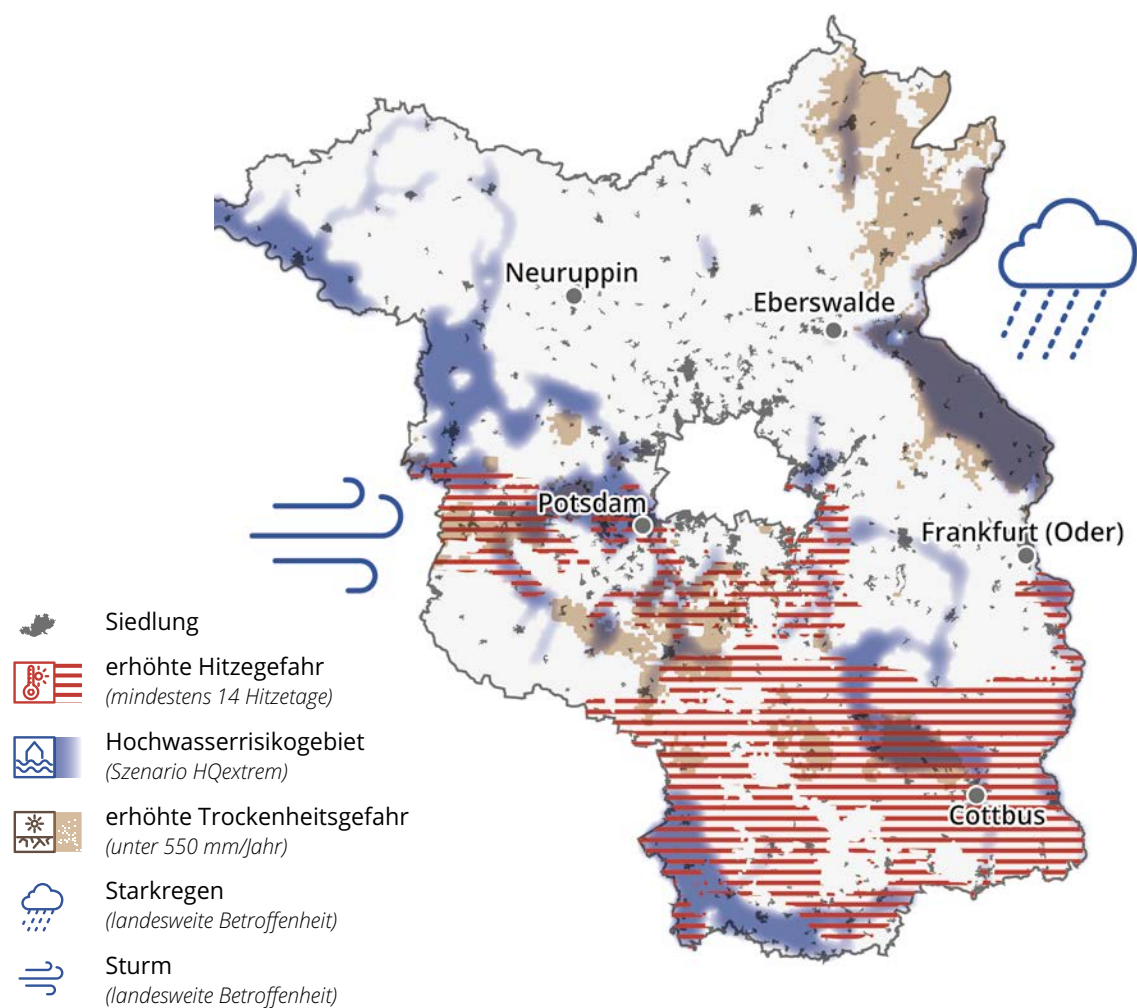 Neuruppin
Eberswalde
Potsdam
Frankfurt (Oder)
Cottbus
Siedlung
erhöhte Hitzegefahr
(mindestens 14 Hitzetage)
Hochwasserrisikogebiet
(Szenario HQextrem)
erhöhte Trockenheitsgefahr
(unter 550 mm/Jahr)
Starkregen
(landesweite Betroffenheit)
Sturm
(landesweite Betroffenheit)